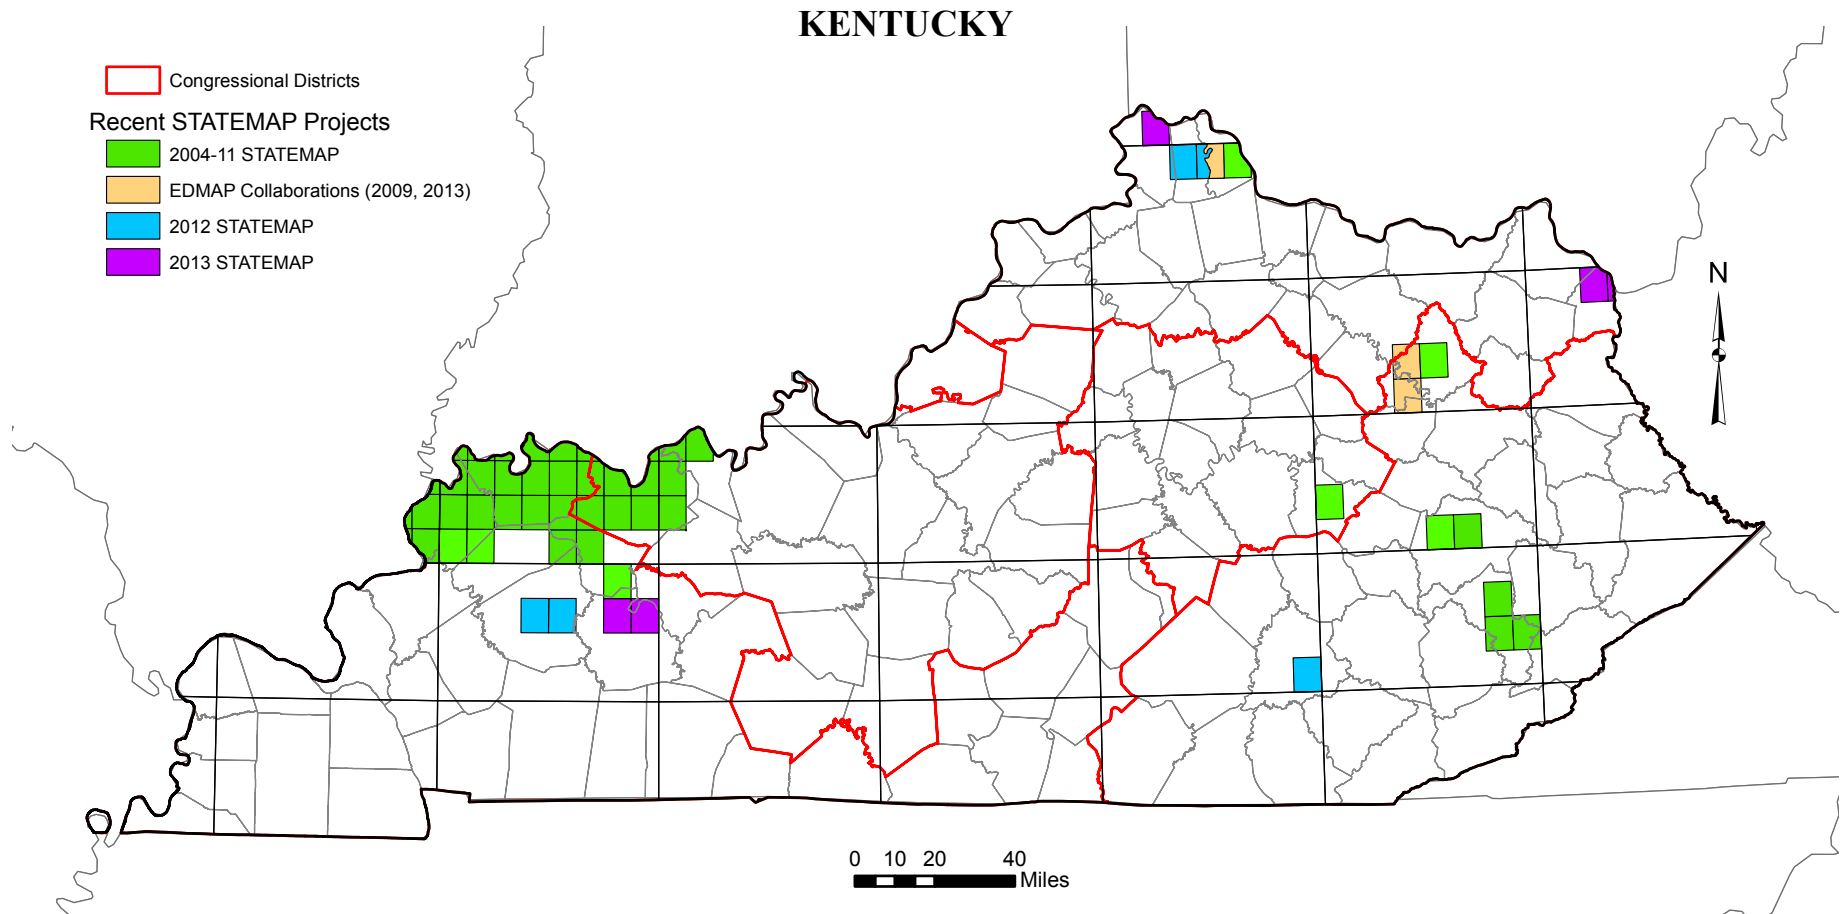 KENTUCKY
Congressional Districts
Recent STATEMAP Projects
2004-11 STATEMAP
EDMAP Collaborations (2009, 2013)
2012 STATEMAP
2013 STATEMAP
N
0 10 20 40
Miles